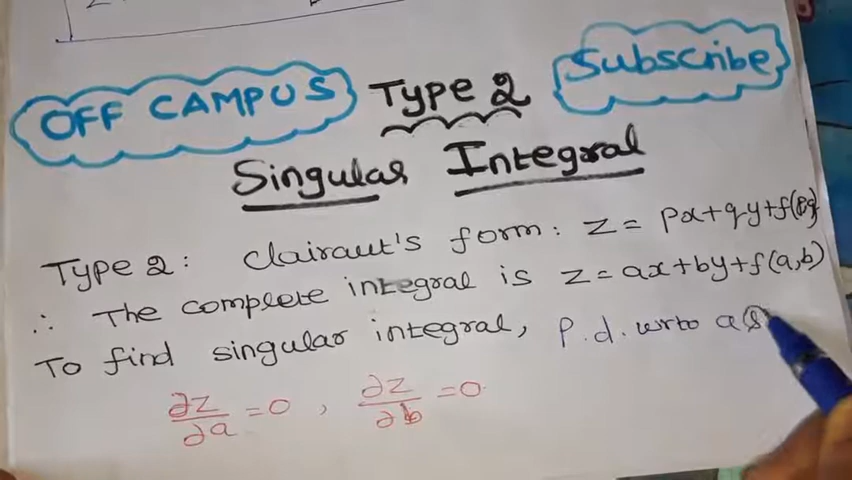 OFF CAMPUS Type 2 Subscribe
Singular Integral
Type 2: Clairaut's form: z = px+qy+f(p,q)
∴ The complete integral is z=ax+by+f(a,b)
To find singular integral, p.d. w.r.to a &
∂z/∂a =0 , ∂z/∂b =0